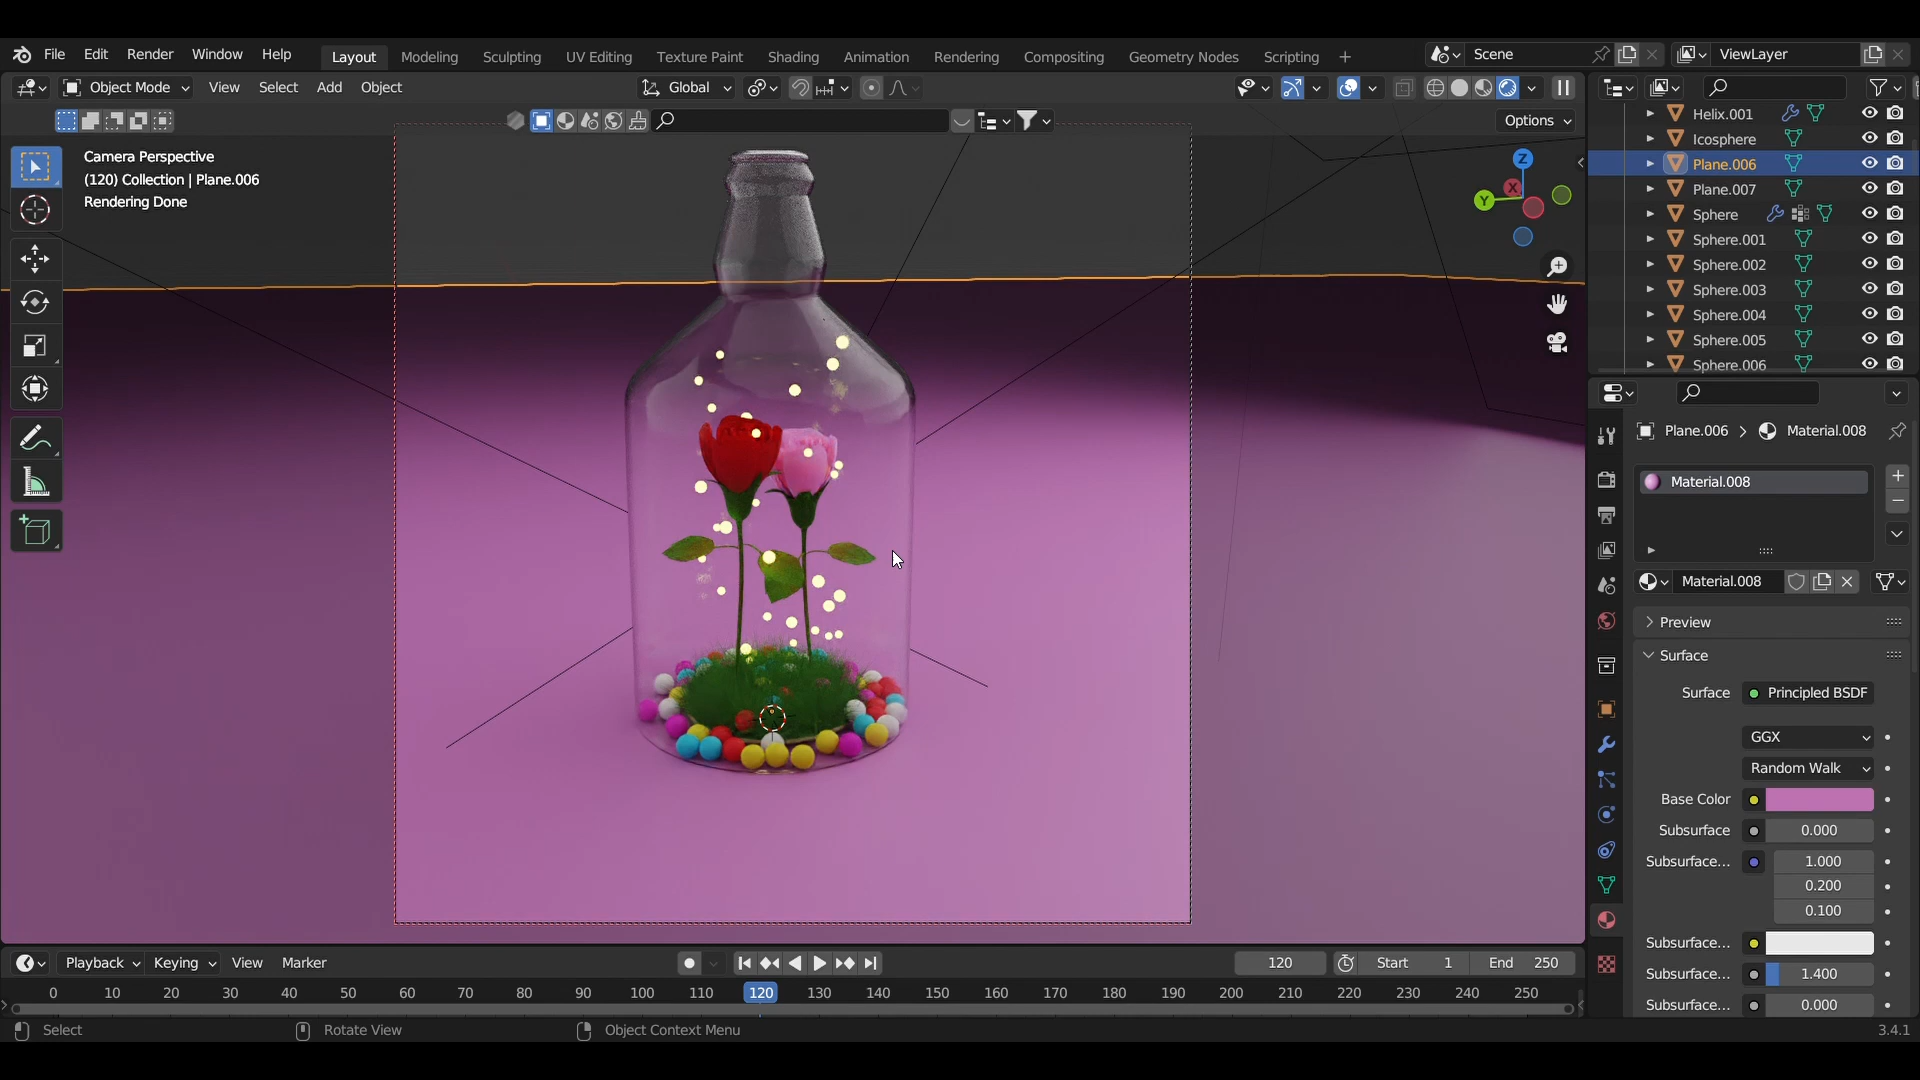 File Edit Render Window Help Layout Modeling Sculpting UV Editing Texture Paint Shading Animation Rendering Compositing Geometry Nodes Scripting + Scene ViewLayer
Object Mode View Select Add Object Global
Options
Camera Perspective
(120) Collection | Plane.006
Rendering Done
Z
X
Y
Helix.001
Icosphere
Plane.006
Plane.007
Sphere
Sphere.001
Sphere.002
Sphere.003
Sphere.004
Sphere.005
Sphere.006
Plane.006 > Material.008
Material.008
Material.008
Preview
Surface
Surface Principled BSDF
GGX
Random Walk
Base Color
Subsurface 0.000
Subsurface... 1.000
0.200
0.100
Subsurface...
Subsurface... 1.400
Subsurface... 0.000
Playback Keying View Marker 120 Start 1 End 250
0 10 20 30 40 50 60 70 80 90 100 110 120 130 140 150 160 170 180 190 200 210 220 230 240 250
Select Rotate View Object Context Menu 3.4.1